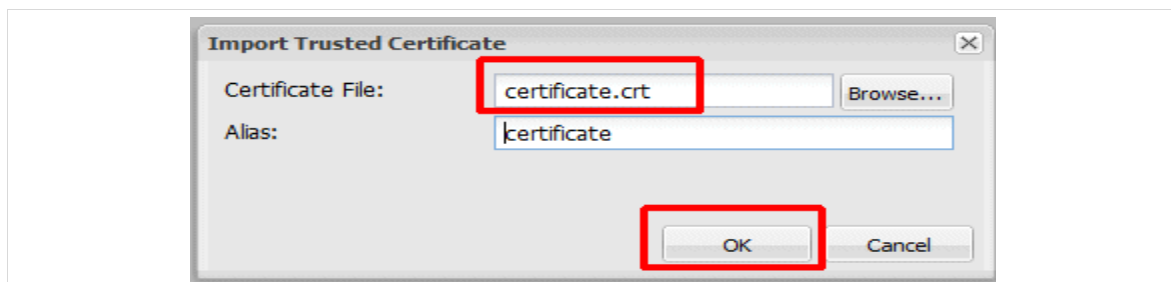 Import Trusted Certificate
Certificate File: certificate.crt Browse...
Alias: certificate
OK Cancel